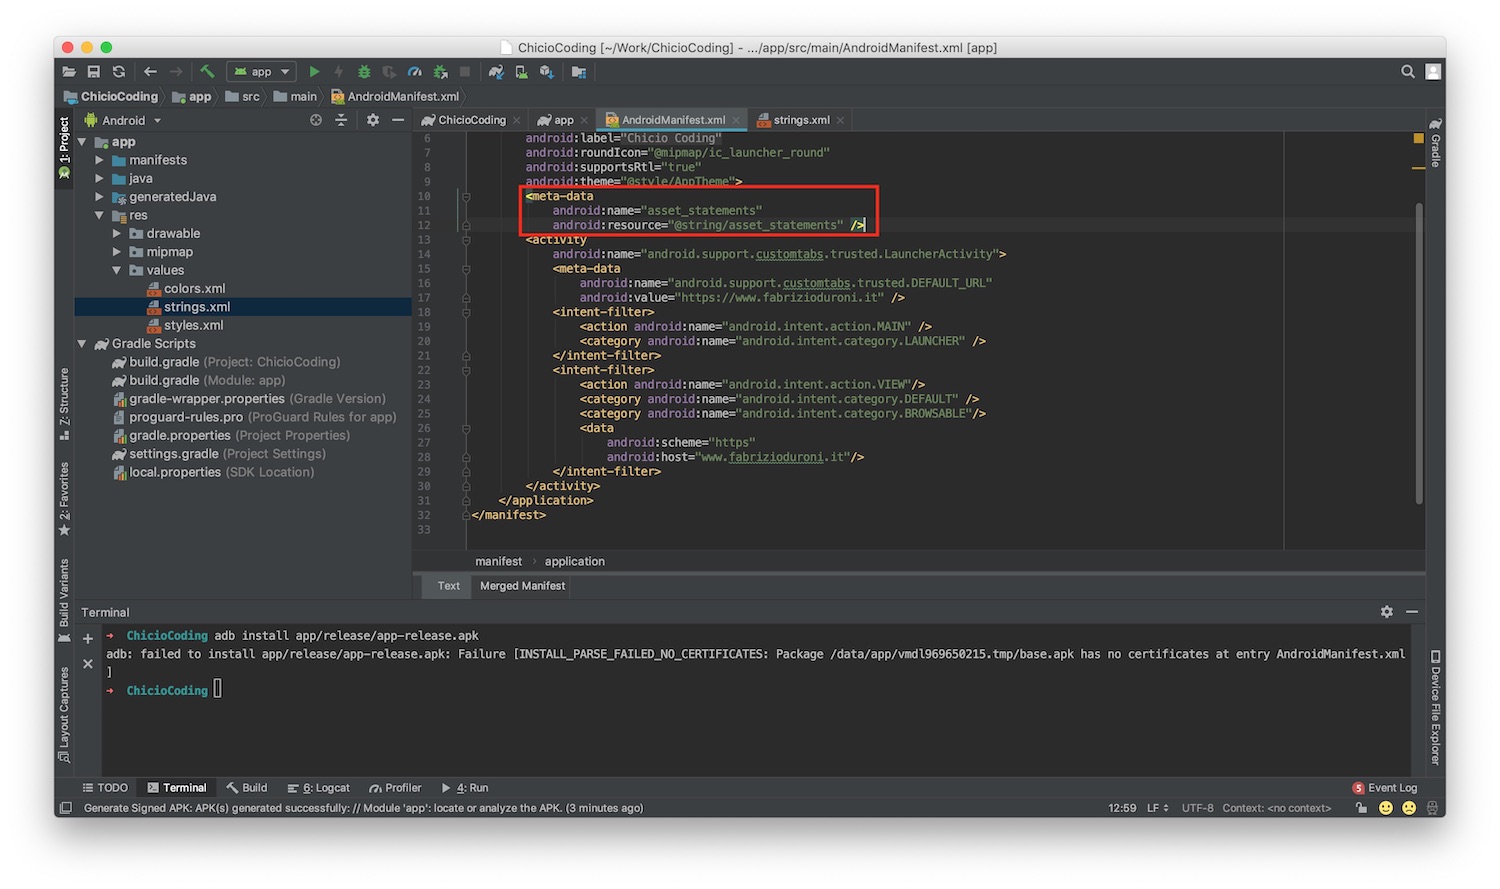 ChicioCoding [~/Work/ChicioCoding] - .../app/src/main/AndroidManifest.xml [app]
app
ChicioCoding app src main AndroidManifest.xml
1: Project
Android
ChicioCoding app AndroidManifest.xml strings.xml
Gradle
app
manifests
java
generatedJava
res
drawable
mipmap
values
colors.xml
strings.xml
styles.xml
Gradle Scripts
build.gradle (Project: ChicioCoding)
build.gradle (Module: app)
gradle-wrapper.properties (Gradle Version)
proguard-rules.pro (ProGuard Rules for app)
gradle.properties (Project Properties)
settings.gradle (Project Settings)
local.properties (SDK Location)
Z: Structure
2: Favorites
Build Variants
Layout Captures
6 android:label="Chicio Coding"
7 android:roundIcon="@mipmap/ic_launcher_round"
8 android:supportsRtl="true"
9 android:theme="@style/AppTheme">
10 <meta-data
11 android:name="asset_statements"
12 android:resource="@string/asset_statements" />
13 <activity
14 android:name="android.support.customtabs.trusted.LauncherActivity">
15 <meta-data
16 android:name="android.support.customtabs.trusted.DEFAULT_URL"
17 android:value="https://www.fabrizioduroni.it" />
18 <intent-filter>
19 <action android:name="android.intent.action.MAIN" />
20 <category android:name="android.intent.category.LAUNCHER" />
21 </intent-filter>
22 <intent-filter>
23 <action android:name="android.intent.action.VIEW"/>
24 <category android:name="android.intent.category.DEFAULT" />
25 <category android:name="android.intent.category.BROWSABLE"/>
26 <data
27 android:scheme="https"
28 android:host="www.fabrizioduroni.it"/>
29 </intent-filter>
30 </activity>
31 </application>
32 </manifest>
33
manifest application
Text Merged Manifest
Terminal
ChicioCoding adb install app/release/app-release.apk
adb: failed to install app/release/app-release.apk: Failure [INSTALL_PARSE_FAILED_NO_CERTIFICATES: Package /data/app/vmdl969650215.tmp/base.apk has no certificates at entry AndroidManifest.xml
]
ChicioCoding
Device File Explorer
TODO Terminal Build 6: Logcat Profiler 4: Run 5 Event Log
Generate Signed APK: APK(s) generated successfully: // Module 'app': locate or analyze the APK. (3 minutes ago) 12:59 LF UTF-8 Context: <no context>